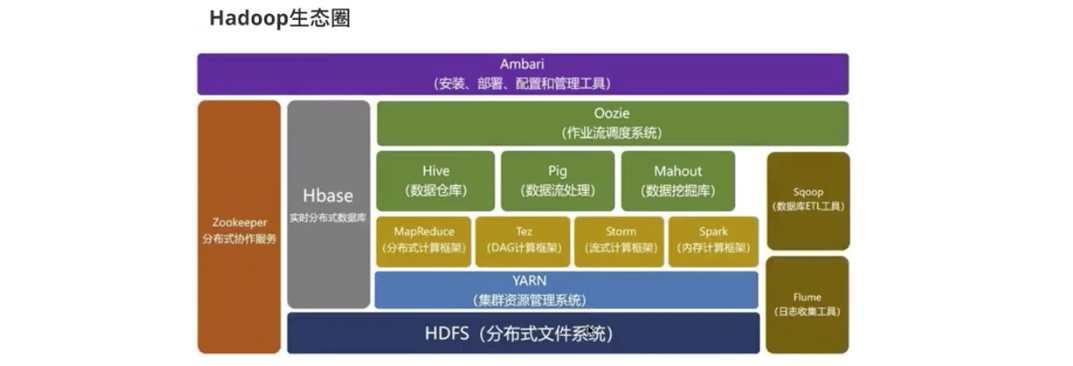 Hadoop生态圈
Ambari
（安装、部署、配置和管理工具）
Zookeeper
分布式协作服务
Hbase
实时分布式数据库
Oozie
（作业流调度系统）
Hive
（数据仓库）
Pig
（数据流处理）
Mahout
（数据挖掘库）
MapReduce
（分布式计算框架）
Tez
（DAG计算框架）
Storm
（流式计算框架）
Spark
（内存计算框架）
YARN
（集群资源管理系统）
HDFS（分布式文件系统）
Sqoop
（数据库ETL工具）
Flume
（日志收集工具）